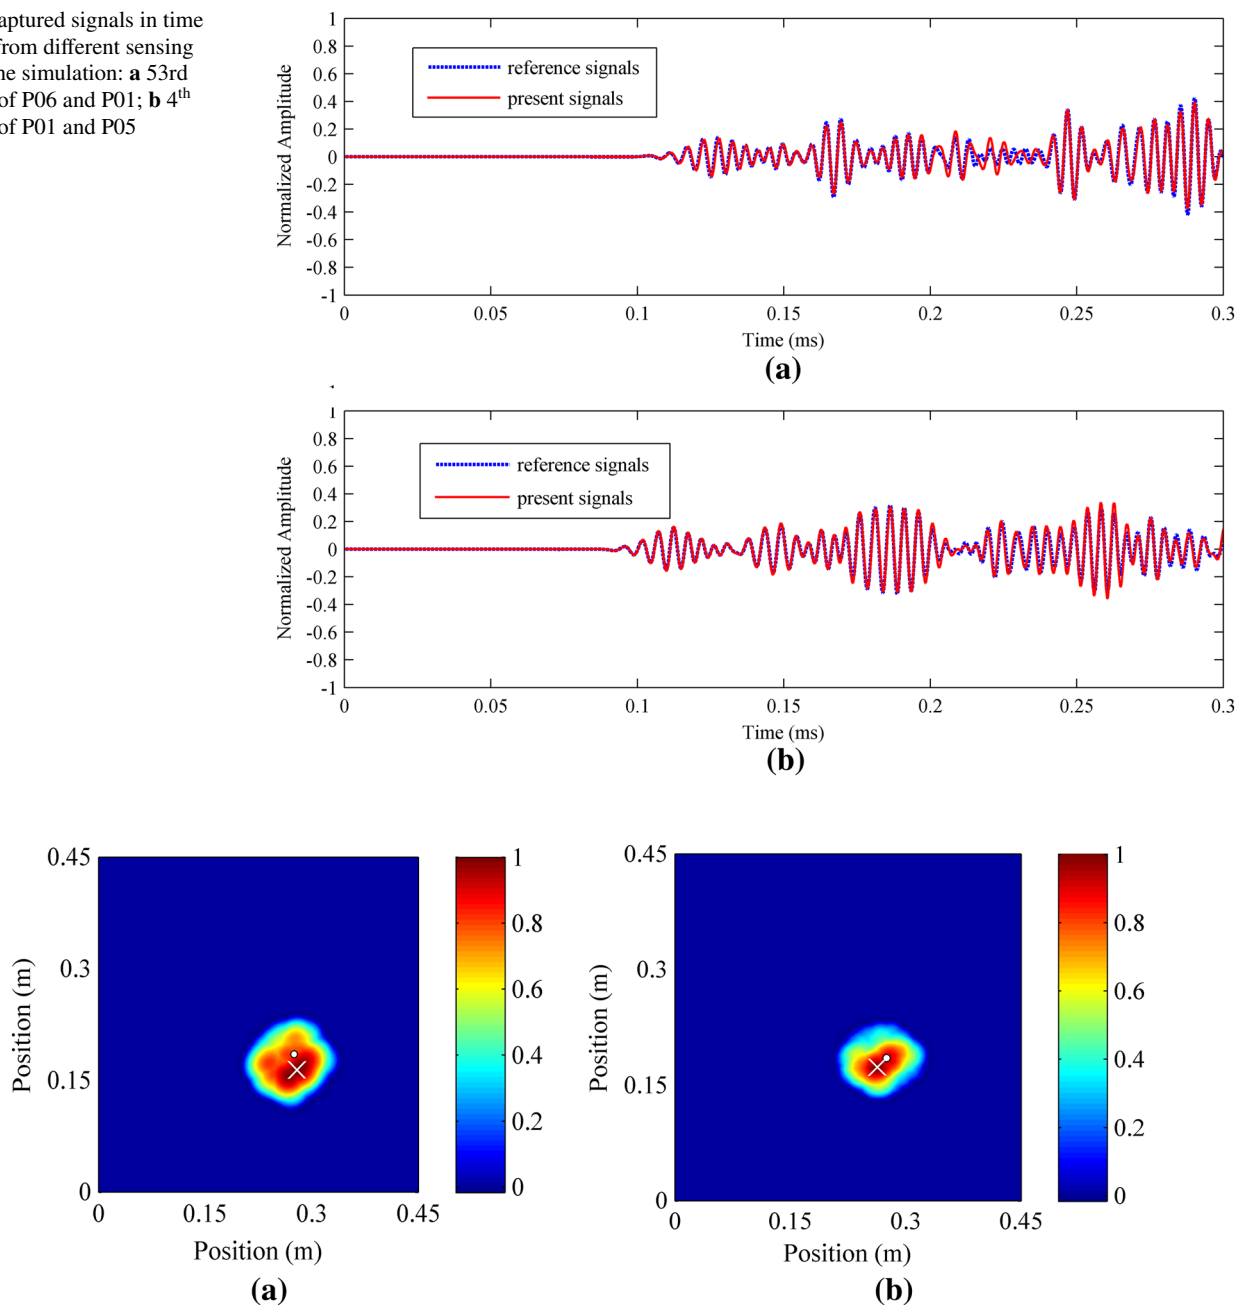 aptured signals in time
from different sensing
ne simulation: a 53rd
of P06 and P01; b 4th
of P01 and P05
1
0.8
0.6
0.4
0.2
0
-0.2
-0.4
-0.6
-0.8
-1
Normalized Amplitude
reference signals
present signals
0 0.05 0.1 0.15 0.2 0.25 0.3
Time (ms)
(a)
1
0.8
0.6
0.4
0.2
0
-0.2
-0.4
-0.6
-0.8
-1
Normalized Amplitude
reference signals
present signals
0 0.05 0.1 0.15 0.2 0.25 0.3
Time (ms)
(b)
0.45
0.3
0.15
0
Position (m)
0 0.15 0.3 0.45
Position (m)
1
0.8
0.6
0.4
0.2
0
(a)
0.45
0.3
0.15
0
Position (m)
0 0.15 0.3 0.45
Position (m)
1
0.8
0.6
0.4
0.2
0
(b)